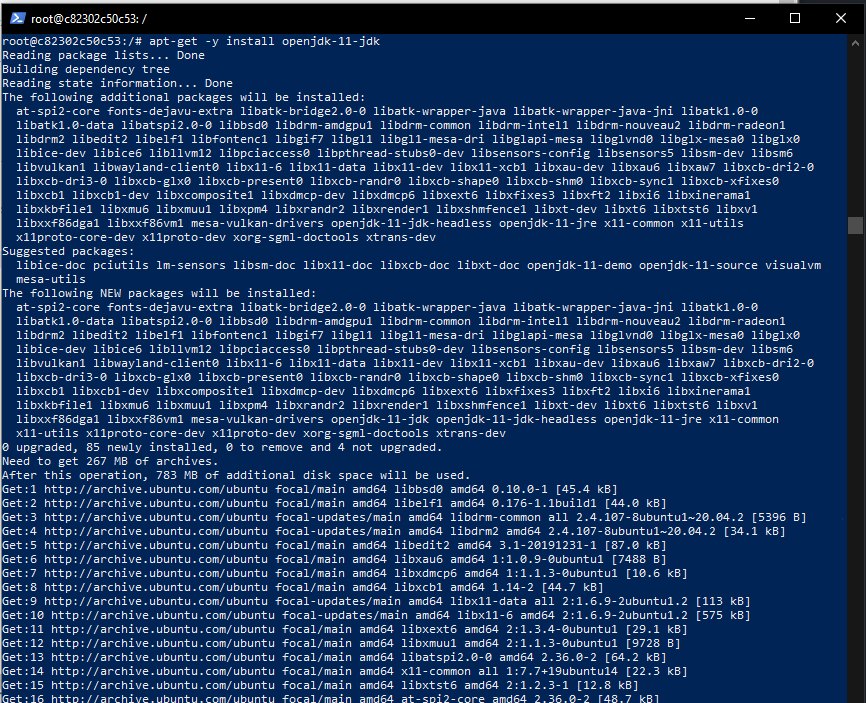 root@c82302c50c53: /
root@c82302c50c53:/# apt-get -y install openjdk-11-jdk
Reading package lists... Done
Building dependency tree
Reading state information... Done
The following additional packages will be installed:
  at-spi2-core fonts-dejavu-extra libatk-bridge2.0-0 libatk-wrapper-java libatk-wrapper-java-jni libatk1.0-0
  libatk1.0-data libatspi2.0-0 libbsd0 libdrm-amdgpu1 libdrm-common libdrm-intel1 libdrm-nouveau2 libdrm-radeon1
  libdrm2 libedit2 libelf1 libfontenc1 libgif7 libgl1 libgl1-mesa-dri libglapi-mesa libglvnd0 libglx-mesa0 libglx0
  libice-dev libice6 libllvm12 libpciaccess0 libpthread-stubs0-dev libsensors-config libsensors5 libsm-dev libsm6
  libvulkan1 libwayland-client0 libx11-6 libx11-data libx11-dev libx11-xcb1 libxau-dev libxau6 libxaw7 libxcb-dri2-0
  libxcb-dri3-0 libxcb-glx0 libxcb-present0 libxcb-randr0 libxcb-shape0 libxcb-shm0 libxcb-sync1 libxcb-xfixes0
  libxcb1 libxcb1-dev libxcomposite1 libxdmcp-dev libxdmcp6 libxext6 libxfixes3 libxft2 libxi6 libxinerama1
  libxkbfile1 libxmu6 libxmuu1 libxpm4 libxrandr2 libxrender1 libxshmfence1 libxt-dev libxt6 libxtst6 libxv1
  libxxf86dga1 libxxf86vm1 mesa-vulkan-drivers openjdk-11-jdk-headless openjdk-11-jre x11-common x11-utils
  x11proto-core-dev x11proto-dev xorg-sgml-doctools xtrans-dev
Suggested packages:
  libice-doc pciutils lm-sensors libsm-doc libx11-doc libxcb-doc libxt-doc openjdk-11-demo openjdk-11-source visualvm
  mesa-utils
The following NEW packages will be installed:
  at-spi2-core fonts-dejavu-extra libatk-bridge2.0-0 libatk-wrapper-java libatk-wrapper-java-jni libatk1.0-0
  libatk1.0-data libatspi2.0-0 libbsd0 libdrm-amdgpu1 libdrm-common libdrm-intel1 libdrm-nouveau2 libdrm-radeon1
  libdrm2 libedit2 libelf1 libfontenc1 libgif7 libgl1 libgl1-mesa-dri libglapi-mesa libglvnd0 libglx-mesa0 libglx0
  libice-dev libice6 libllvm12 libpciaccess0 libpthread-stubs0-dev libsensors-config libsensors5 libsm-dev libsm6
  libvulkan1 libwayland-client0 libx11-6 libx11-data libx11-dev libx11-xcb1 libxau-dev libxau6 libxaw7 libxcb-dri2-0
  libxcb-dri3-0 libxcb-glx0 libxcb-present0 libxcb-randr0 libxcb-shape0 libxcb-shm0 libxcb-sync1 libxcb-xfixes0
  libxcb1 libxcb1-dev libxcomposite1 libxdmcp-dev libxdmcp6 libxext6 libxfixes3 libxft2 libxi6 libxinerama1
  libxkbfile1 libxmu6 libxmuu1 libxpm4 libxrandr2 libxrender1 libxshmfence1 libxt-dev libxt6 libxtst6 libxv1
  libxxf86dga1 libxxf86vm1 mesa-vulkan-drivers openjdk-11-jdk openjdk-11-jdk-headless openjdk-11-jre x11-common
  x11-utils x11proto-core-dev x11proto-dev xorg-sgml-doctools xtrans-dev
0 upgraded, 85 newly installed, 0 to remove and 4 not upgraded.
Need to get 267 MB of archives.
After this operation, 783 MB of additional disk space will be used.
Get:1 http://archive.ubuntu.com/ubuntu focal/main amd64 libbsd0 amd64 0.10.0-1 [45.4 kB]
Get:2 http://archive.ubuntu.com/ubuntu focal/main amd64 libelf1 amd64 0.176-1.1build1 [44.0 kB]
Get:3 http://archive.ubuntu.com/ubuntu focal-updates/main amd64 libdrm-common all 2.4.107-8ubuntu1~20.04.2 [5396 B]
Get:4 http://archive.ubuntu.com/ubuntu focal-updates/main amd64 libdrm2 amd64 2.4.107-8ubuntu1~20.04.2 [34.1 kB]
Get:5 http://archive.ubuntu.com/ubuntu focal/main amd64 libedit2 amd64 3.1-20191231-1 [87.0 kB]
Get:6 http://archive.ubuntu.com/ubuntu focal/main amd64 libxau6 amd64 1:1.0.9-0ubuntu1 [7488 B]
Get:7 http://archive.ubuntu.com/ubuntu focal/main amd64 libxdmcp6 amd64 1:1.1.3-0ubuntu1 [10.6 kB]
Get:8 http://archive.ubuntu.com/ubuntu focal/main amd64 libxcb1 amd64 1.14-2 [44.7 kB]
Get:9 http://archive.ubuntu.com/ubuntu focal-updates/main amd64 libx11-data all 2:1.6.9-2ubuntu1.2 [113 kB]
Get:10 http://archive.ubuntu.com/ubuntu focal-updates/main amd64 libx11-6 amd64 2:1.6.9-2ubuntu1.2 [575 kB]
Get:11 http://archive.ubuntu.com/ubuntu focal/main amd64 libxext6 amd64 2:1.3.4-0ubuntu1 [29.1 kB]
Get:12 http://archive.ubuntu.com/ubuntu focal/main amd64 libxmuu1 amd64 2:1.1.3-0ubuntu1 [9728 B]
Get:13 http://archive.ubuntu.com/ubuntu focal/main amd64 libatspi2.0-0 amd64 2.36.0-2 [64.2 kB]
Get:14 http://archive.ubuntu.com/ubuntu focal/main amd64 x11-common all 1:7.7+19ubuntu14 [22.3 kB]
Get:15 http://archive.ubuntu.com/ubuntu focal/main amd64 libxtst6 amd64 2:1.2.3-1 [12.8 kB]
Get:16 http://archive.ubuntu.com/ubuntu focal/main amd64 at-spi2-core amd64 2.36.0-2 [48.7 kB]